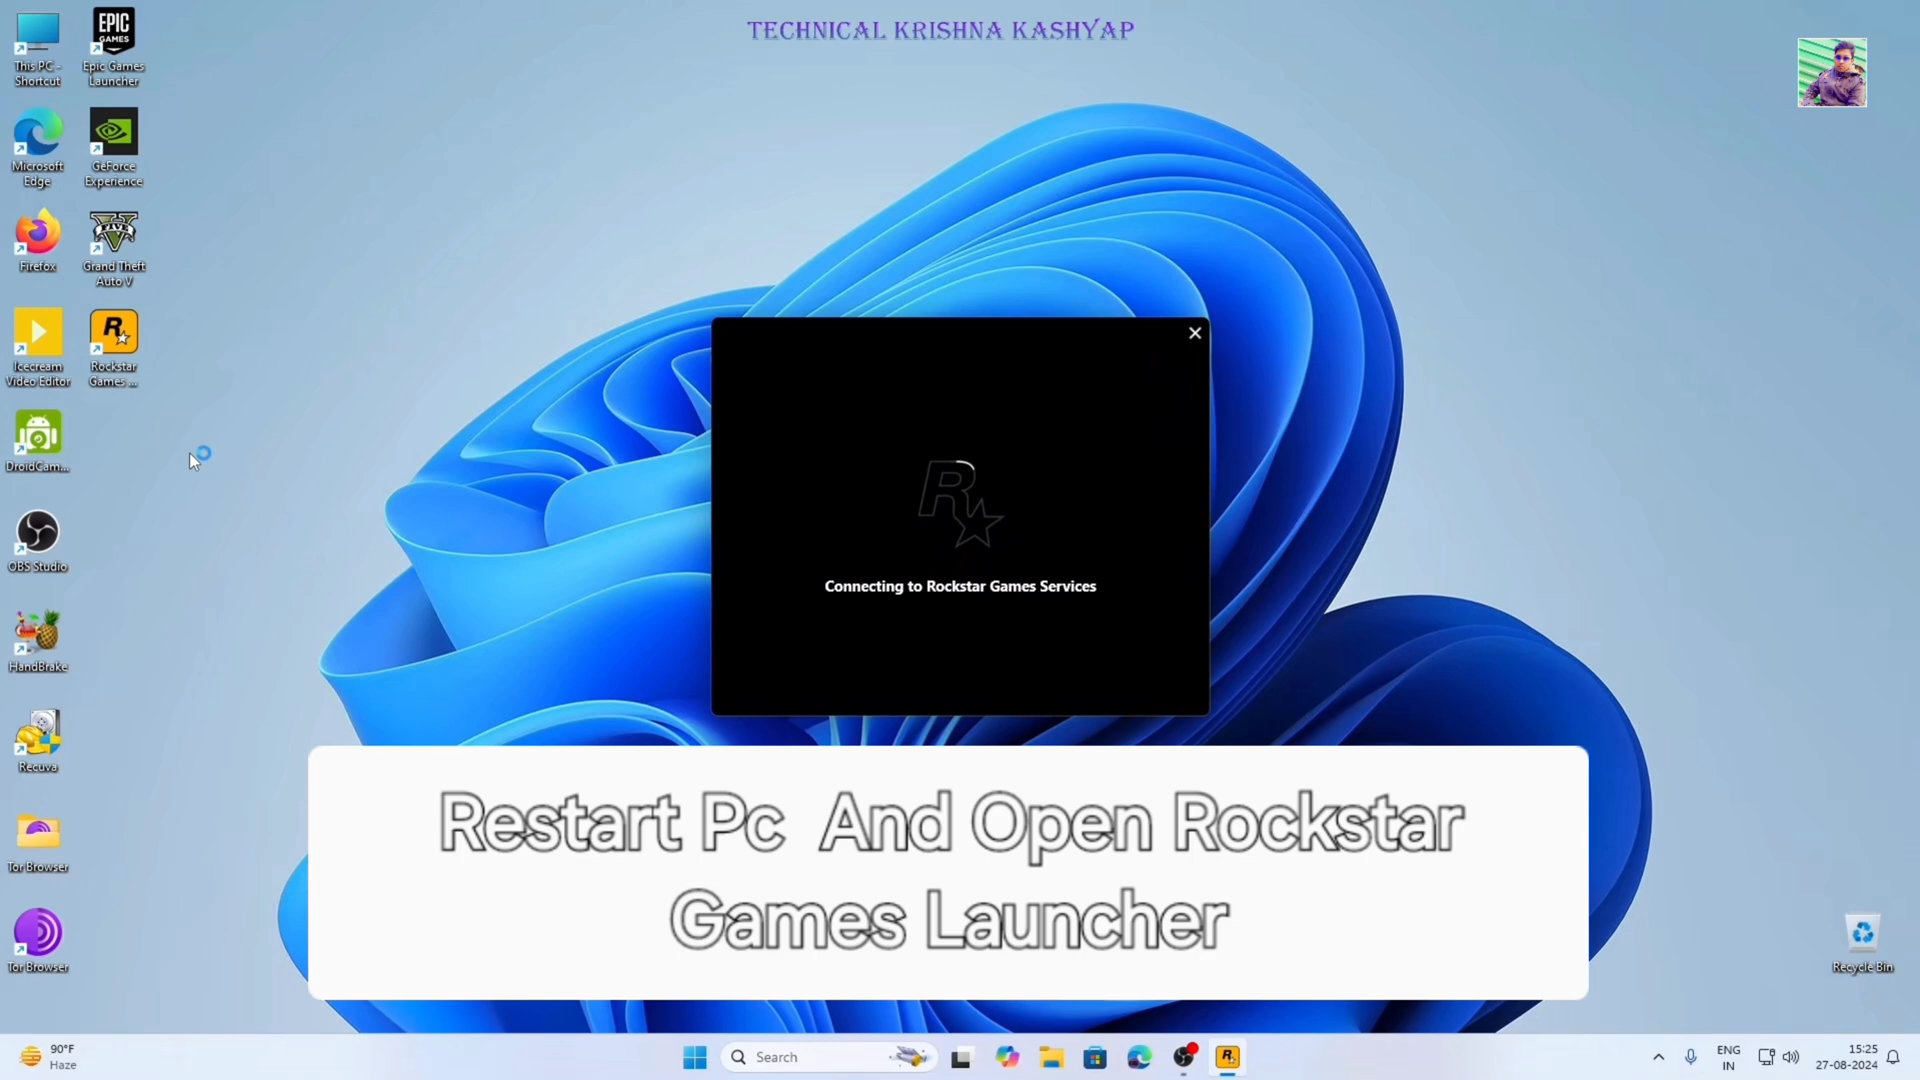 TECHNICAL KRISHNA KASHYAP
This PC -
Shortcut
EPIC
GAMES
Epic Games
Launcher
Microsoft
Edge
GeForce
Experience
Firefox
FIVE
Grand Theft
Auto V
Icecream
Video Editor
Rockstar
Games ...
DroidCam...
OBS Studio
HandBrake
Recuva
Tor Browser
Tor Browser
Connecting to Rockstar Games Services
Restart Pc And Open Rockstar
Games Launcher
Recycle Bin
90°F
Haze
Search
ENG
IN
15:25
27-08-2024